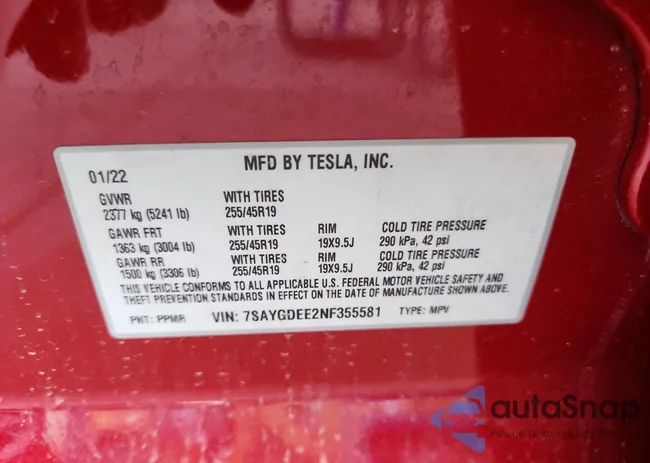 MFD BY TESLA, INC.
01/22
GVWR WITH TIRES
2377 kg (5241 lb) 255/45R19
GAWR FRT WITH TIRES RIM COLD TIRE PRESSURE
1363 kg (3004 lb) 255/45R19 19X9.5J 290 kPa, 42 psi
GAWR RR WITH TIRES RIM COLD TIRE PRESSURE
1500 kg (3306 lb) 255/45R19 19X9.5J 290 kPa, 42 psi
THIS VEHICLE CONFORMS TO ALL APPLICABLE U.S. FEDERAL MOTOR VEHICLE SAFETY AND
THEFT PREVENTION STANDARDS IN EFFECT ON THE DATE OF MANUFACTURE SHOWN ABOVE.
PNT: PPMR VIN: 7SAYGDEE2NF355581 TYPE: MPV
autoSnap